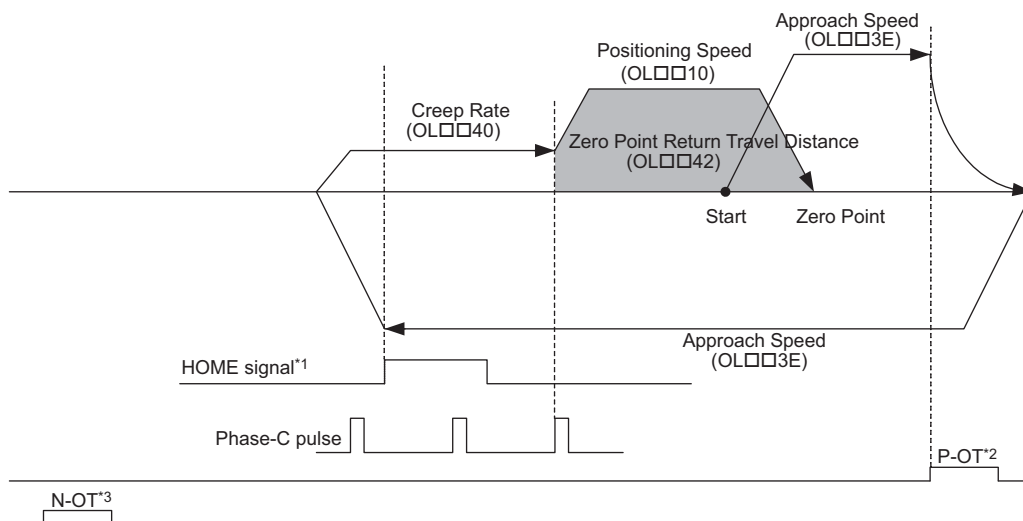 Approach Speed
(OL□□3E)
Positioning Speed
(OL□□10)
Creep Rate
(OL□□40)
Zero Point Return Travel Distance
(OL□□42)
Start
Zero Point
Approach Speed
(OL□□3E)
HOME signal*1
Phase-C pulse
P-OT*2
N-OT*3